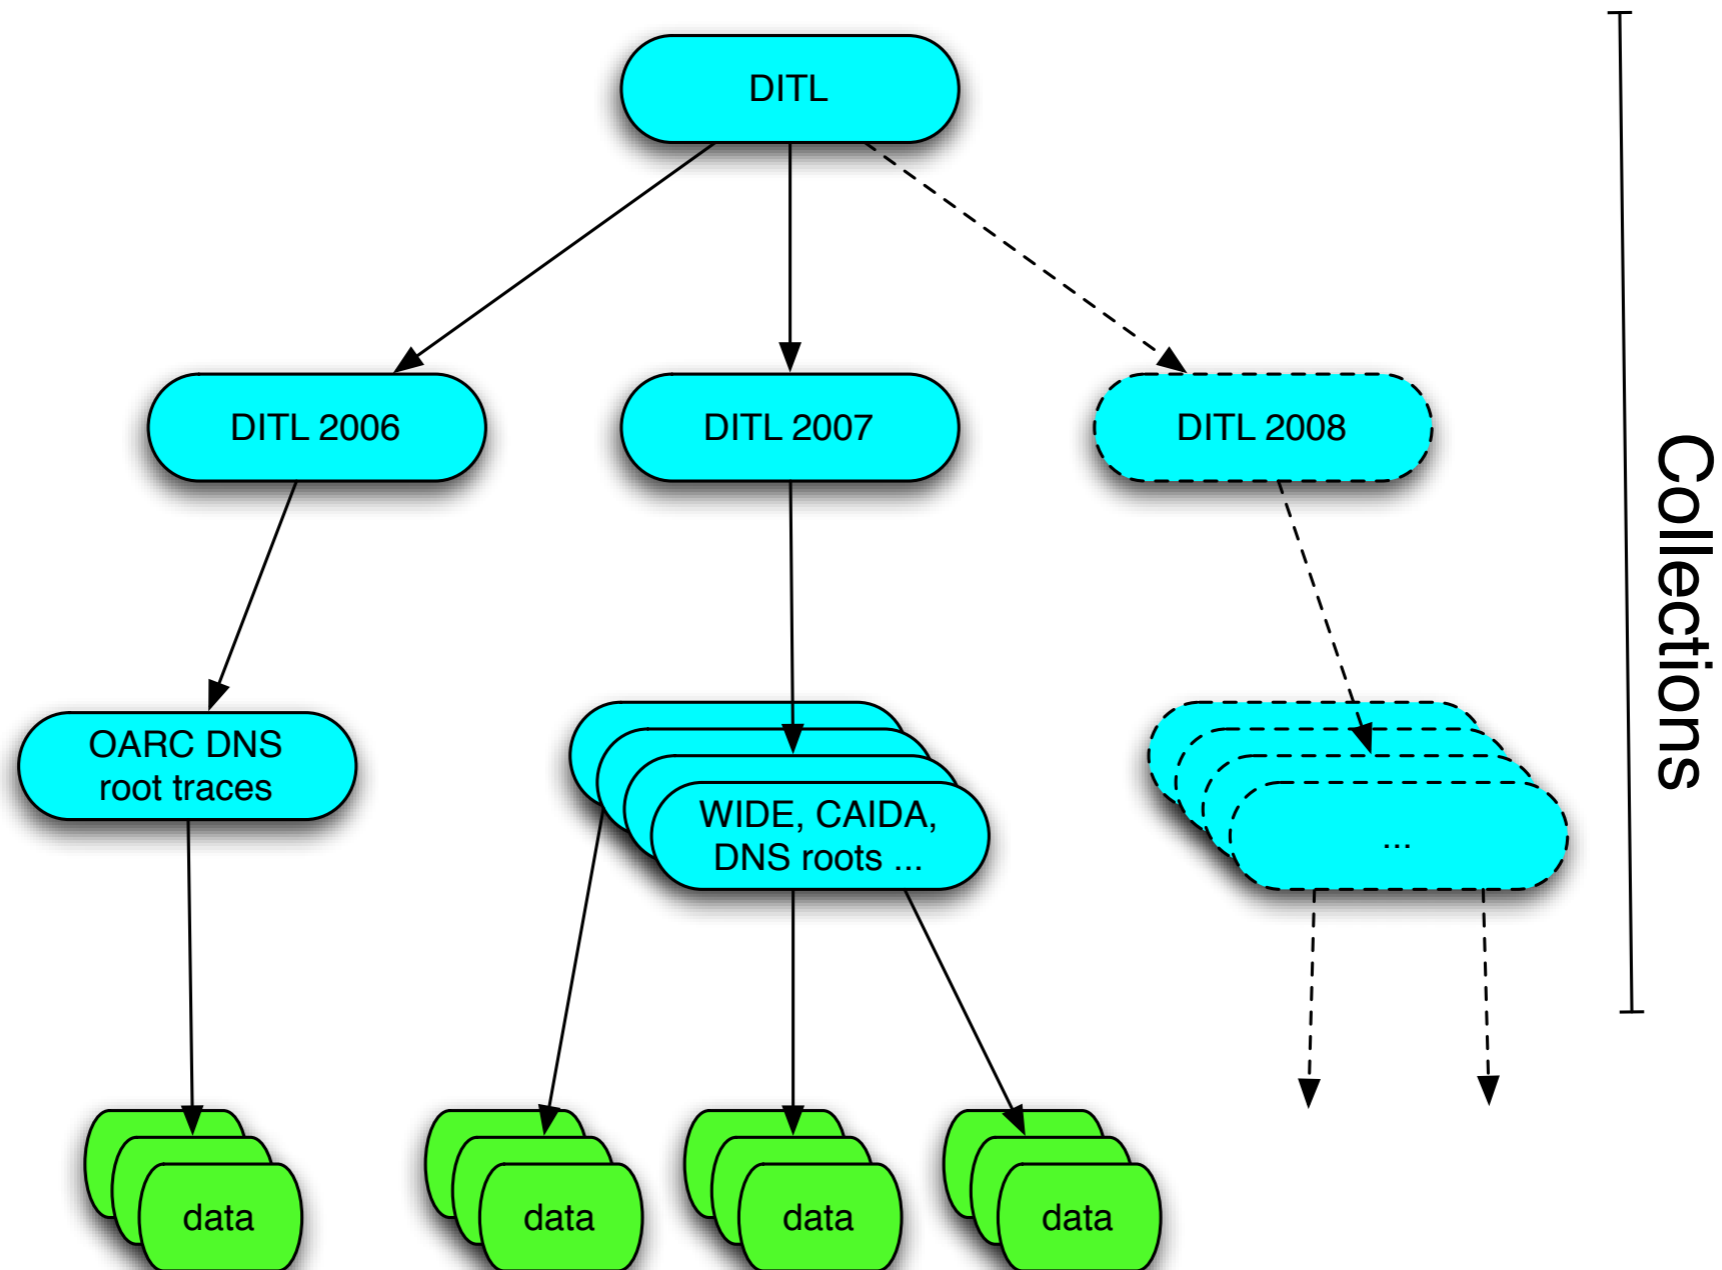 DITL
DITL 2006
DITL 2007
DITL 2008
Collections
OARC DNS
root traces
WIDE, CAIDA,
DNS roots ...
...
data
data
data
data